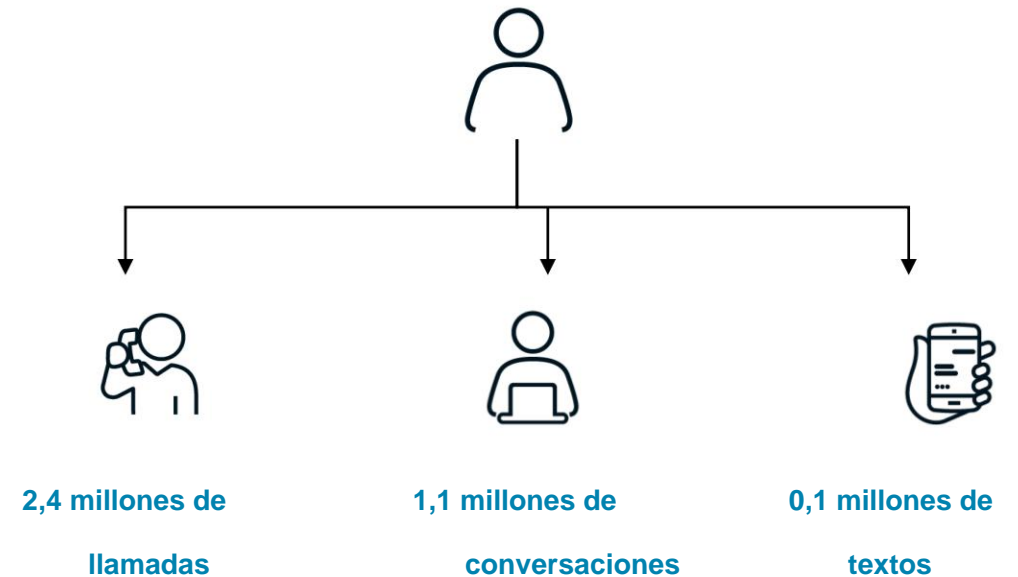 2,4 millones de
llamadas
1,1 millones de
conversaciones
0,1 millones de
textos